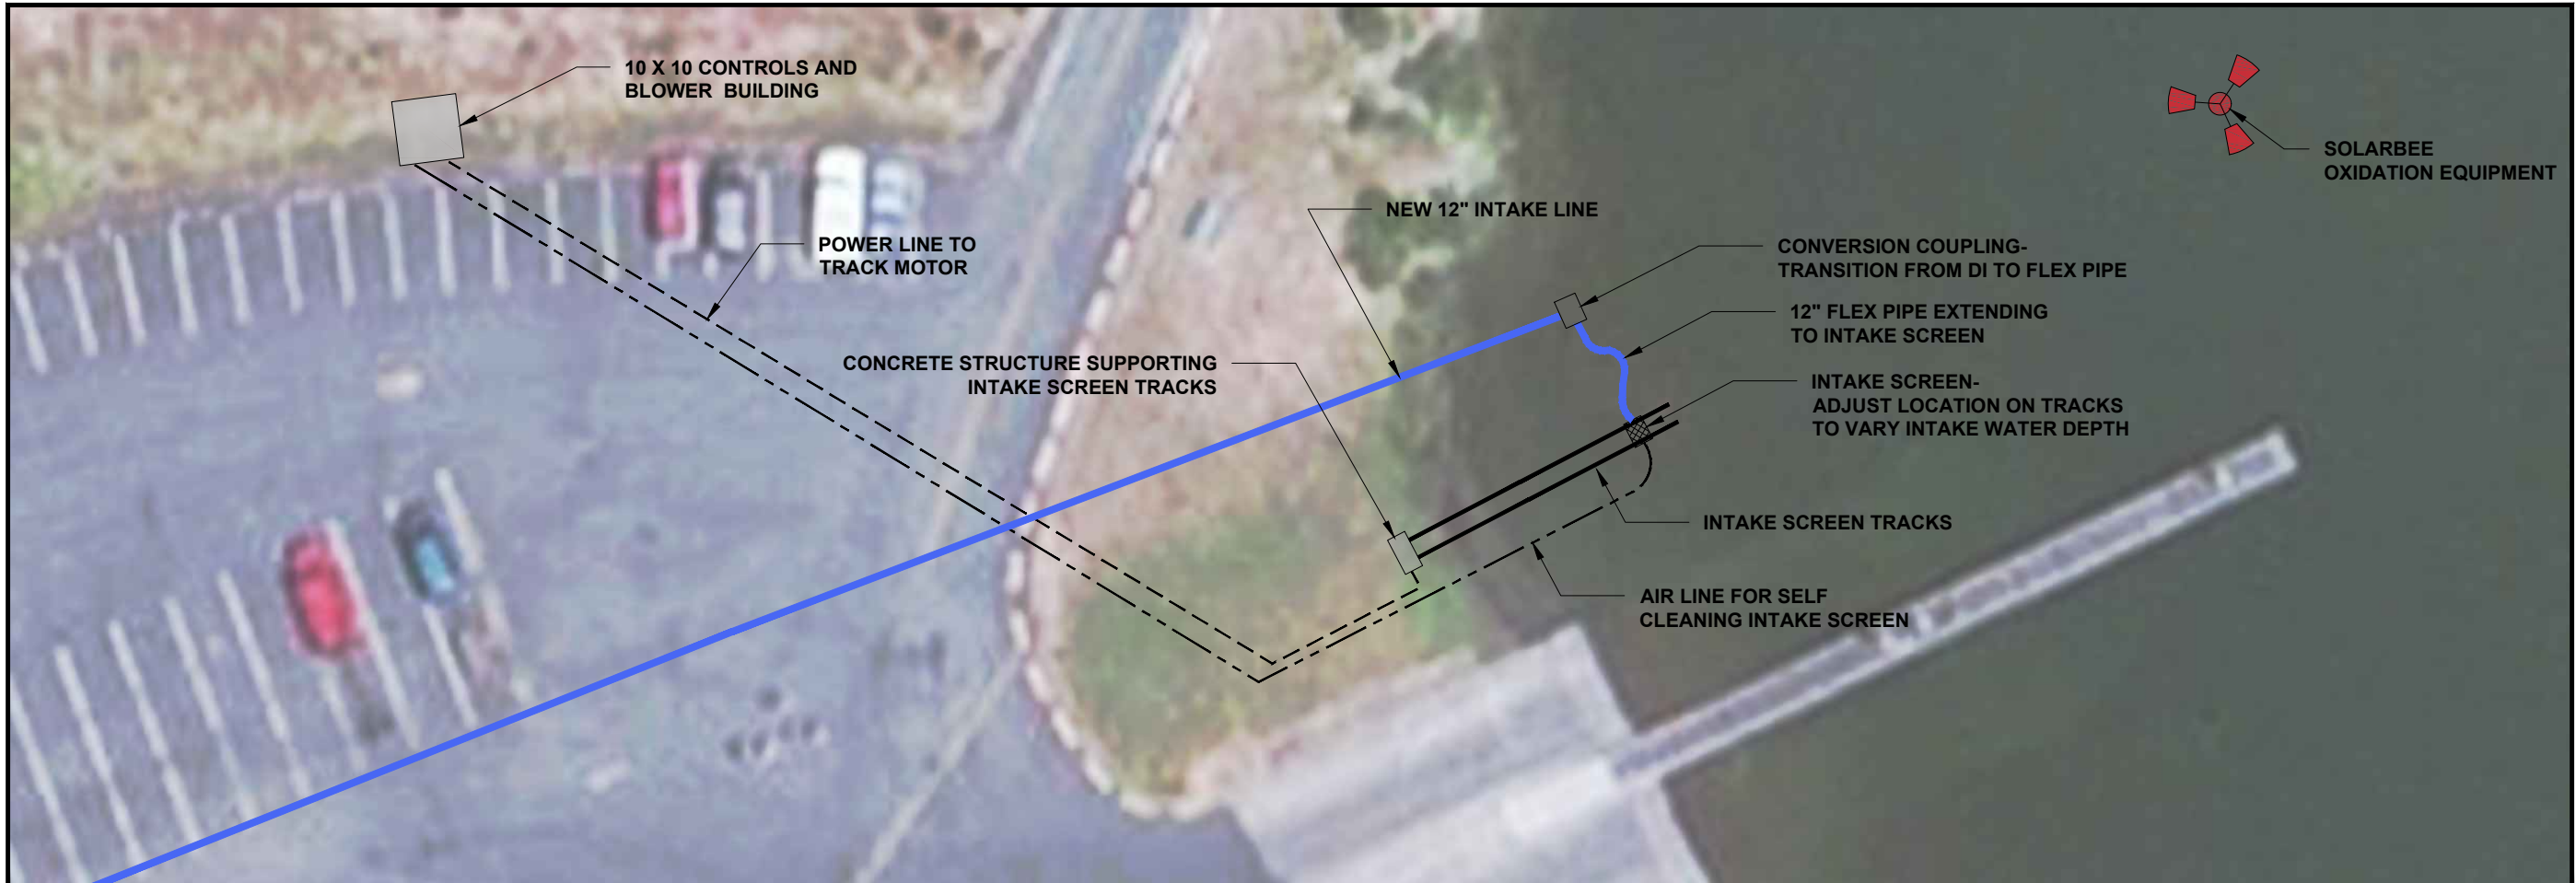 10 X 10 CONTROLS AND
BLOWER BUILDING
SOLARBEE
OXIDATION EQUIPMENT
NEW 12" INTAKE LINE
POWER LINE TO
TRACK MOTOR
CONVERSION COUPLING-
TRANSITION FROM DI TO FLEX PIPE
12" FLEX PIPE EXTENDING
TO INTAKE SCREEN
CONCRETE STRUCTURE SUPPORTING
INTAKE SCREEN TRACKS
INTAKE SCREEN-
ADJUST LOCATION ON TRACKS
TO VARY INTAKE WATER DEPTH
INTAKE SCREEN TRACKS
AIR LINE FOR SELF
CLEANING INTAKE SCREEN